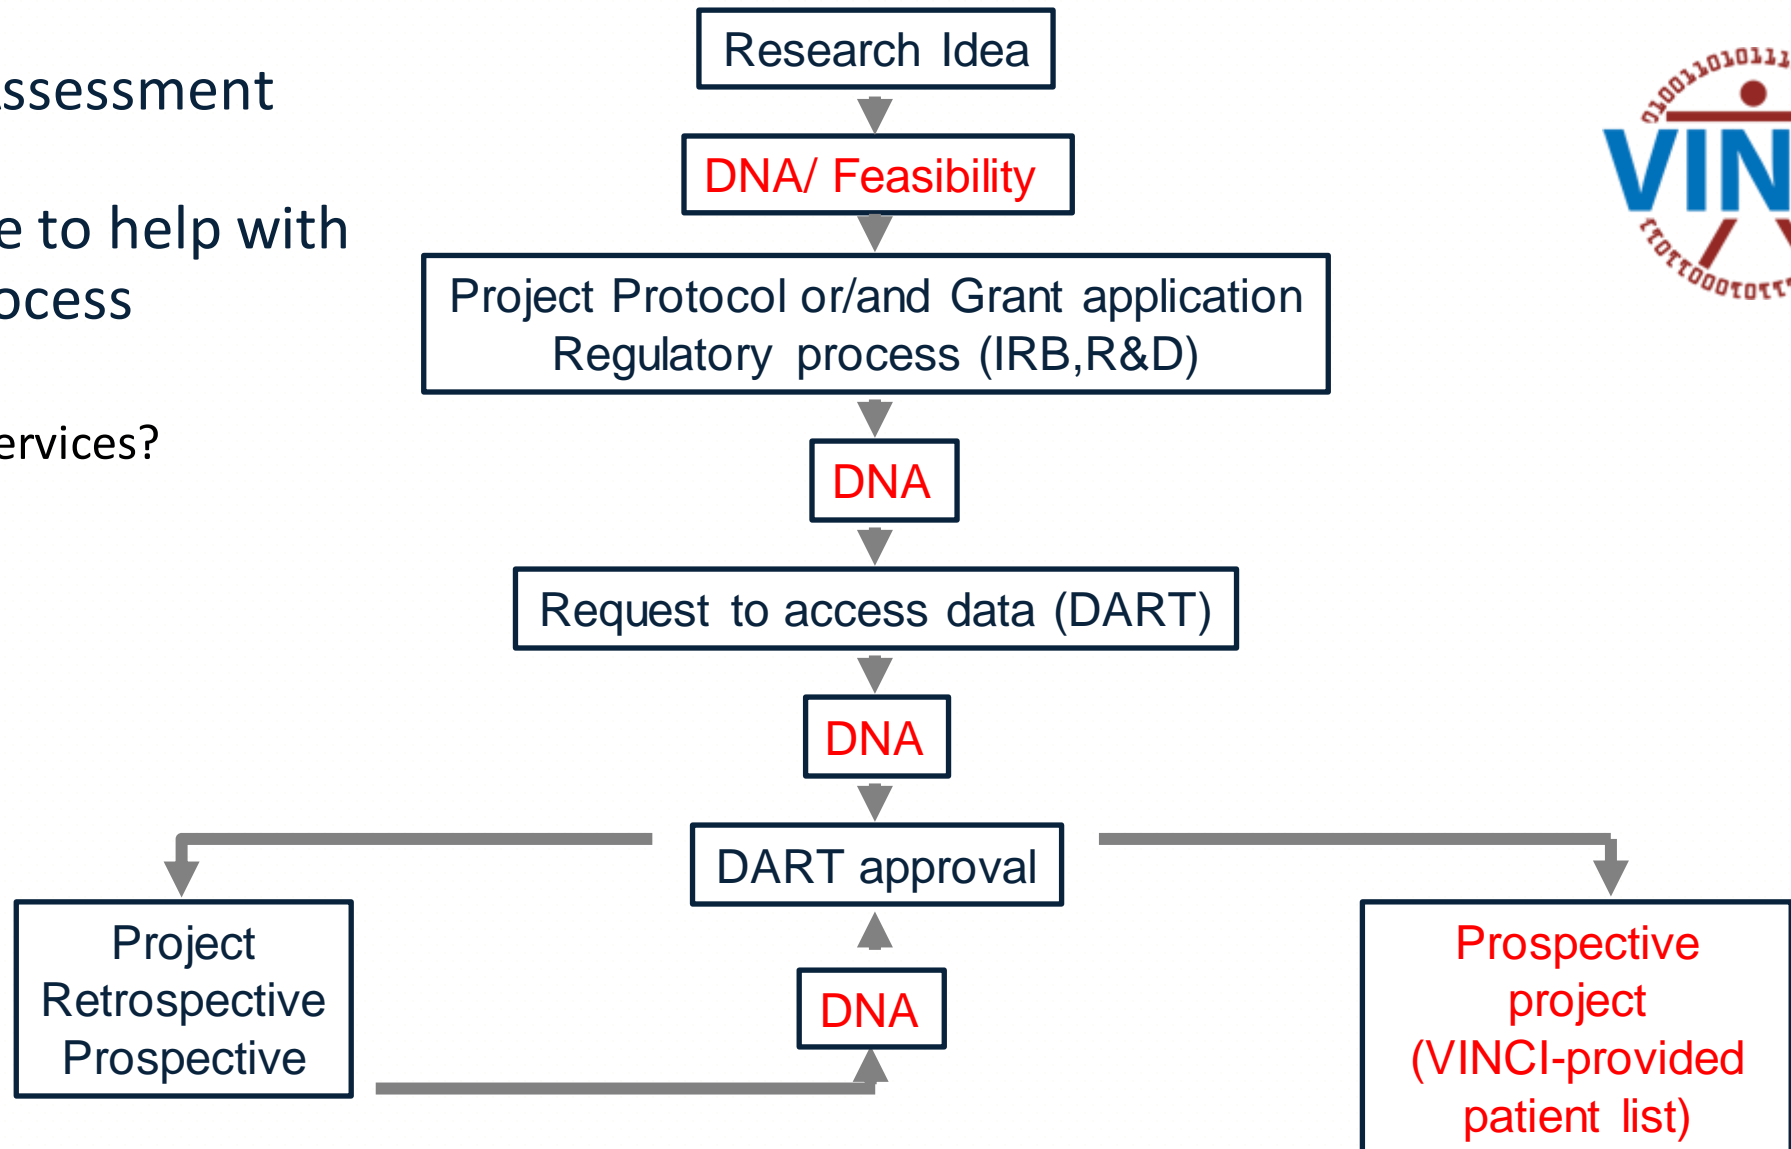 ssessment
e to help with
ocess
ervices?
Research Idea
DNA/ Feasibility
Project Protocol or/and Grant application
Regulatory process (IRB,R&D)
DNA
Request to access data (DART)
DNA
DART approval
DNA
Project
Retrospective
Prospective
Prospective
project
(VINCI-provided
patient list)
VIN